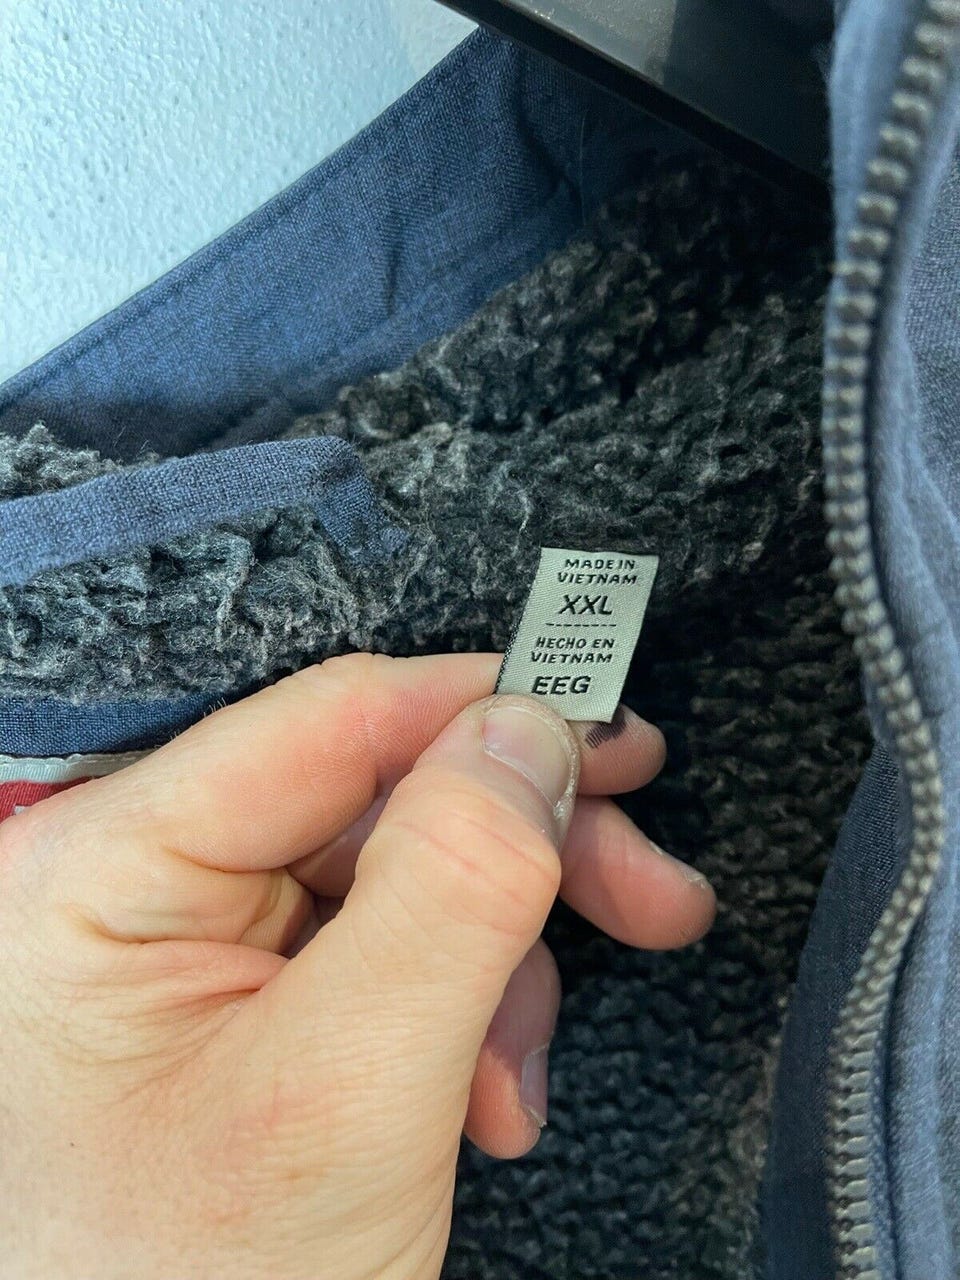 MADE IN
VIETNAM
XXL
HECHO EN
VIETNAM
EEG